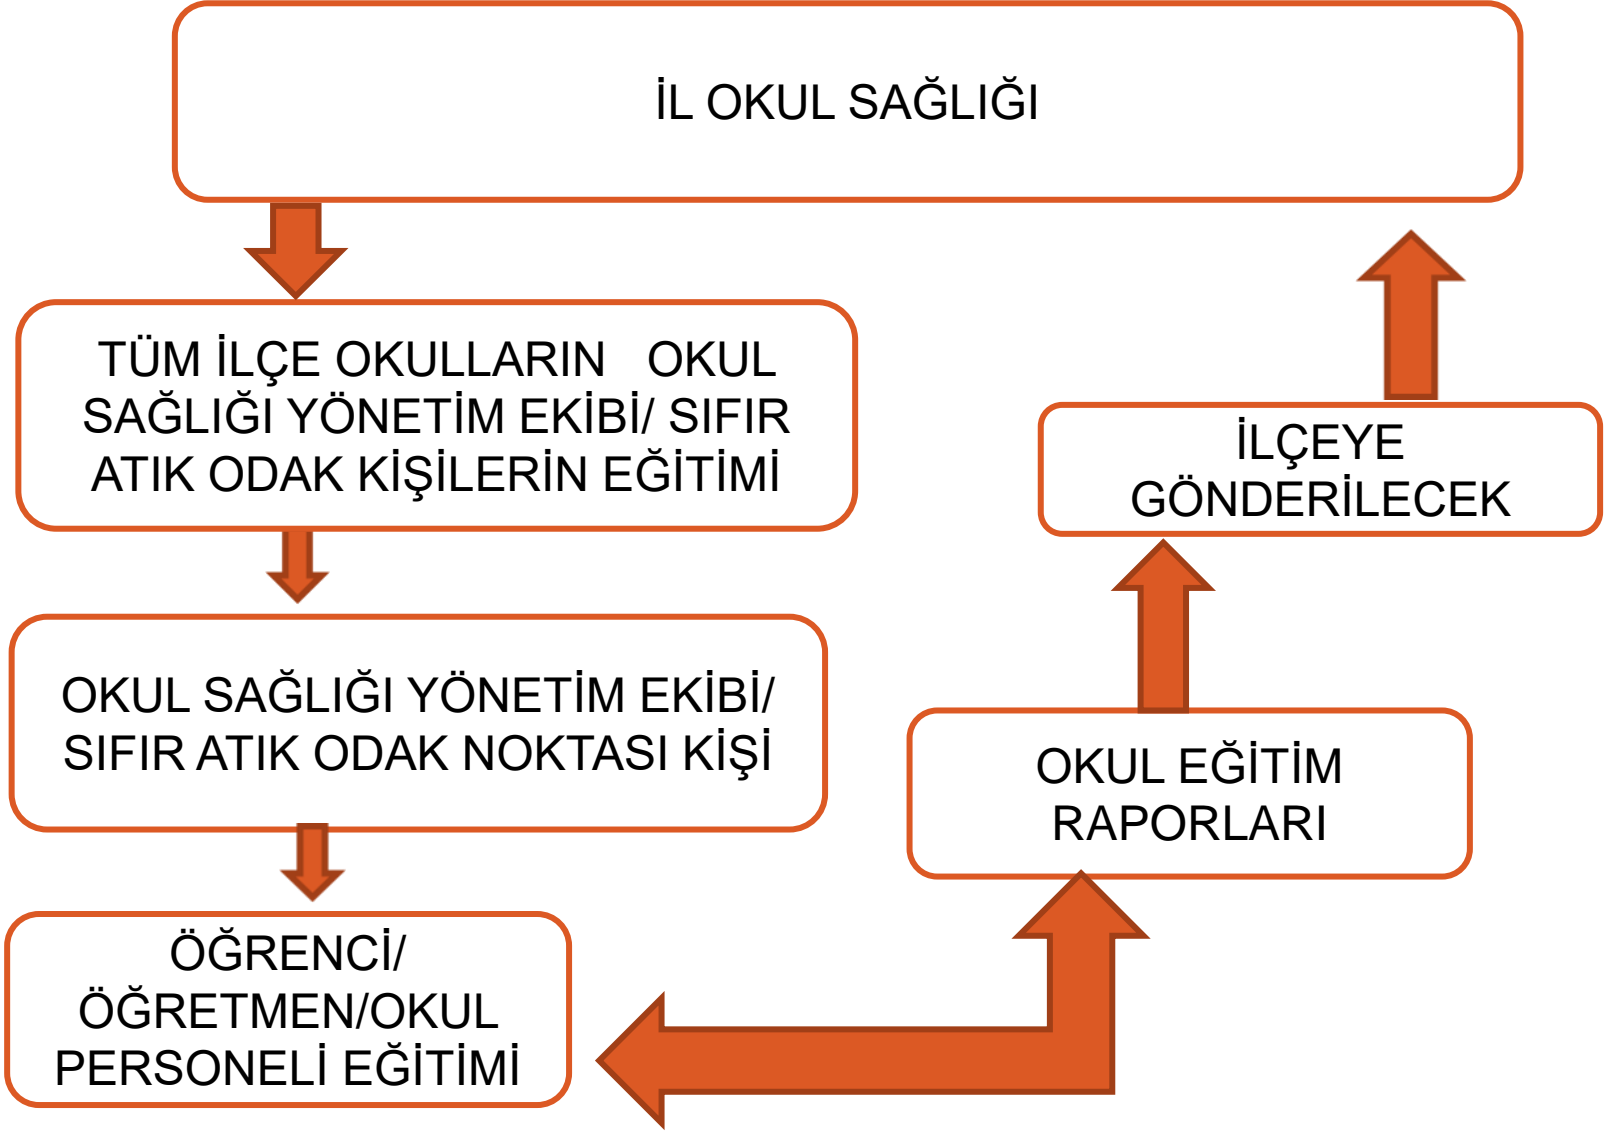 İL OKUL SAĞLIĞI
TÜM İLÇE OKULLARIN   OKUL
SAĞLIĞI YÖNETİM EKİBİ/ SIFIR
ATIK ODAK KİŞİLERİN EĞİTİMİ
OKUL SAĞLIĞI YÖNETİM EKİBİ/
SIFIR ATIK ODAK NOKTASI KİŞİ
ÖĞRENCİ/
ÖĞRETMEN/OKUL
PERSONELİ EĞİTİMİ
OKUL EĞİTİM
RAPORLARI
İLÇEYE
GÖNDERİLECEK